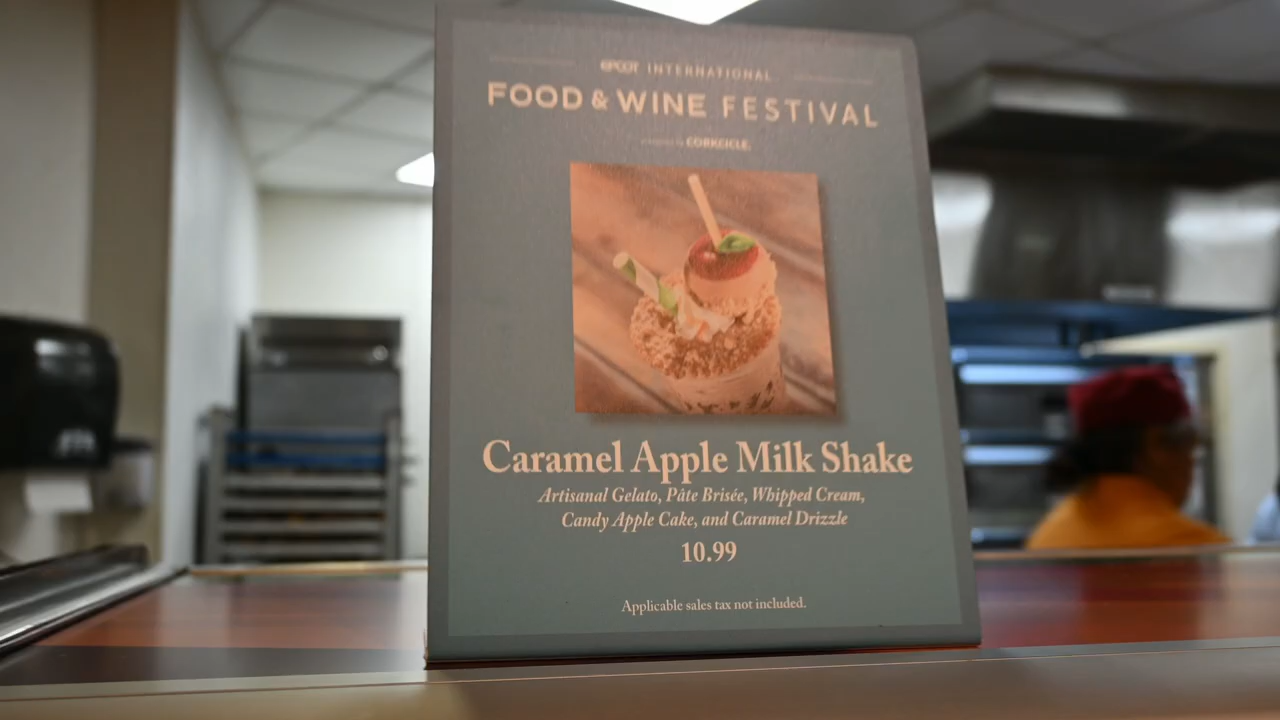 EPCOT INTERNATIONAL
FOOD & WINE FESTIVAL
presented by CORKCICLE.
Caramel Apple Milk Shake
Artisanal Gelato, Pâte Brisée, Whipped Cream,
Candy Apple Cake, and Caramel Drizzle
10.99
Applicable sales tax not included.